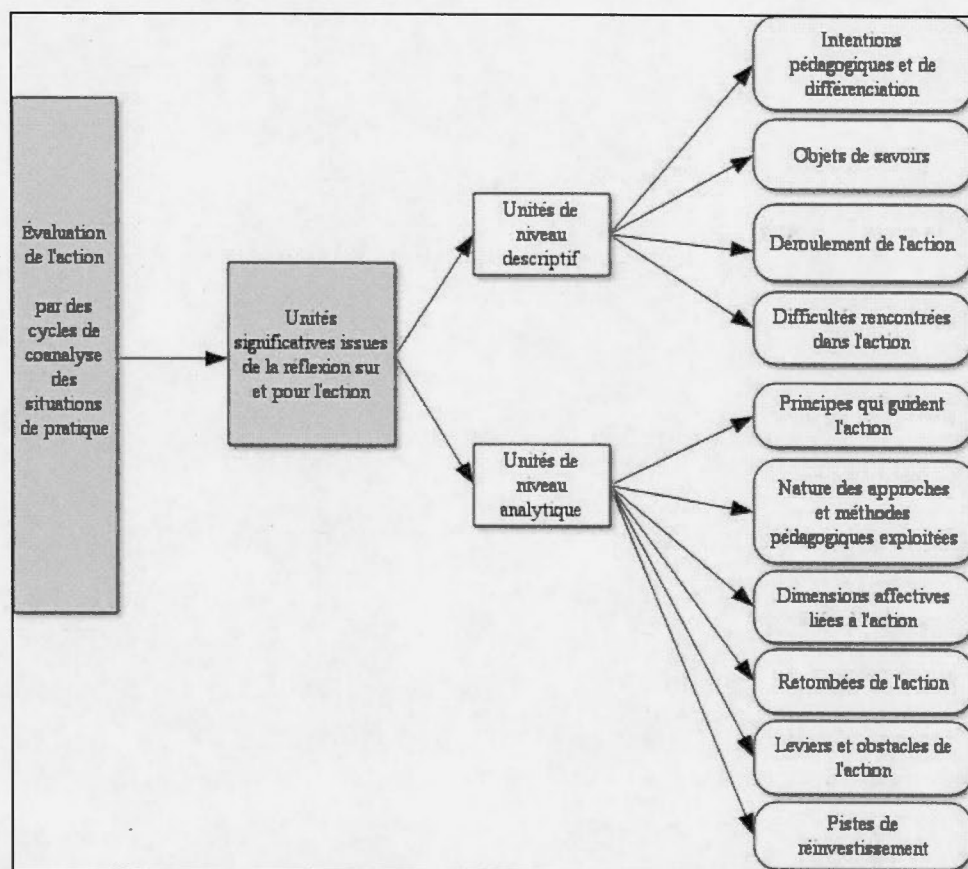 Évaluation
de l'action
par des
cycles de
coanalyse
des
situations
de pratique
Unités
significatives issues
de la réflexion sur
et pour l'action
Unités de
niveau
descriptif
Unités de
niveau
analytique
Intentions
pédagogiques et de
différenciation
Objets de savoirs
Déroulement de l'action
Difficultés rencontrées
dans l'action
Principes qui guident
l'action
Nature des approches
et méthodes
pédagogiques exploitées
Dimensions affectives
liées à l'action
Retombées de l'action
Leviers et obstacles de
l'action
Pistes de
réinvestissement